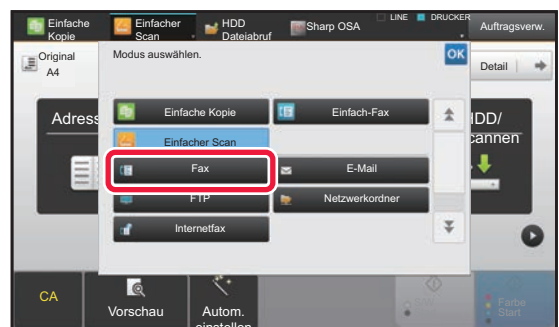 Einfache
Kopie
Einfacher
Scan
HDD
Dateiabruf
Sharp OSA
LINE
DRUCKER
Auftragsverw.
Original
A4
Modus auswählen.
OK
Detail
Adress
HDD/
cannen
Einfache Kopie
Einfach-Fax
Einfacher Scan
Fax
E-Mail
FTP
Netzwerkordner
Internetfax
CA
Vorschau
Autom.
einstellen
Farbe
Start